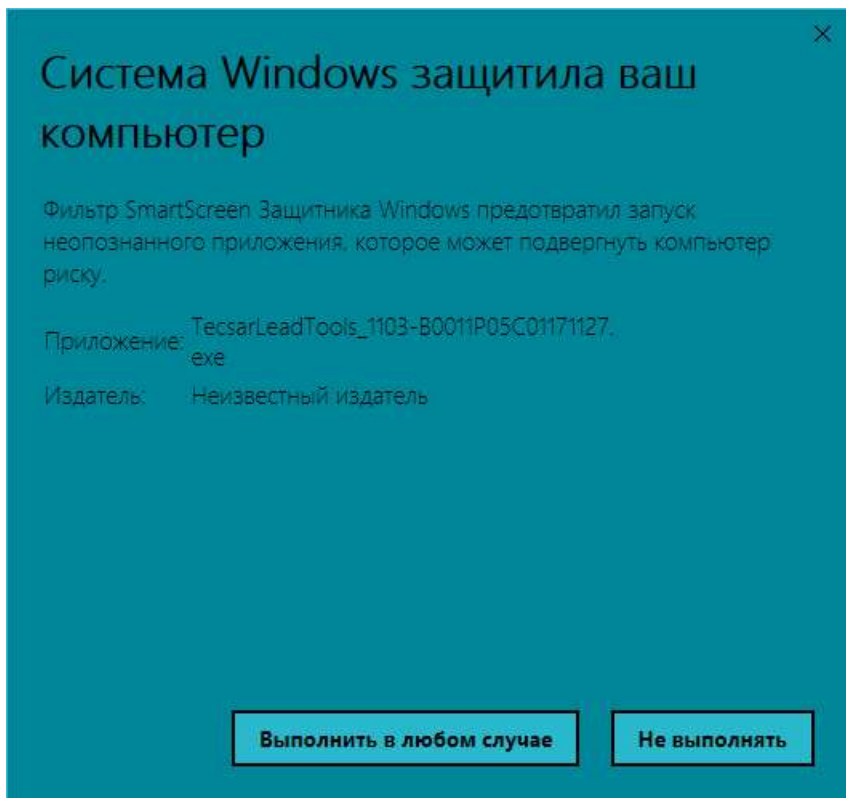 Система Windows защитила ваш
компьютер
Фильтр SmartScreen Защитника Windows предотвратил запуск
неопознанного приложения, которое может подвергнуть компьютер
риску.
Приложение: TecsarLeadTools_1103-B0011P05C01171127.
exe
Издатель: Неизвестный издатель
Выполнить в любом случае Не выполнять